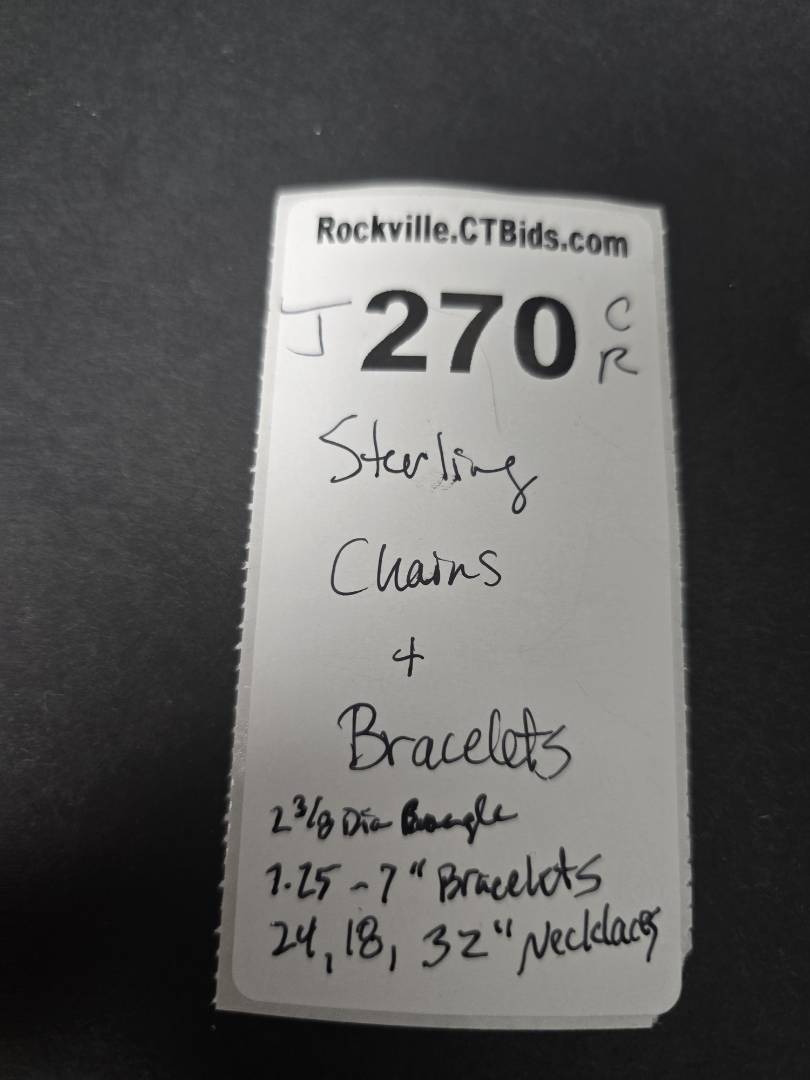 Rockville.CTBids.com
J 270 CR
Sterling
Chains
+
Bracelets
2 3/8 Dia Bangle
7.25 - 7" Bracelets
24, 18, 32" Necklaces